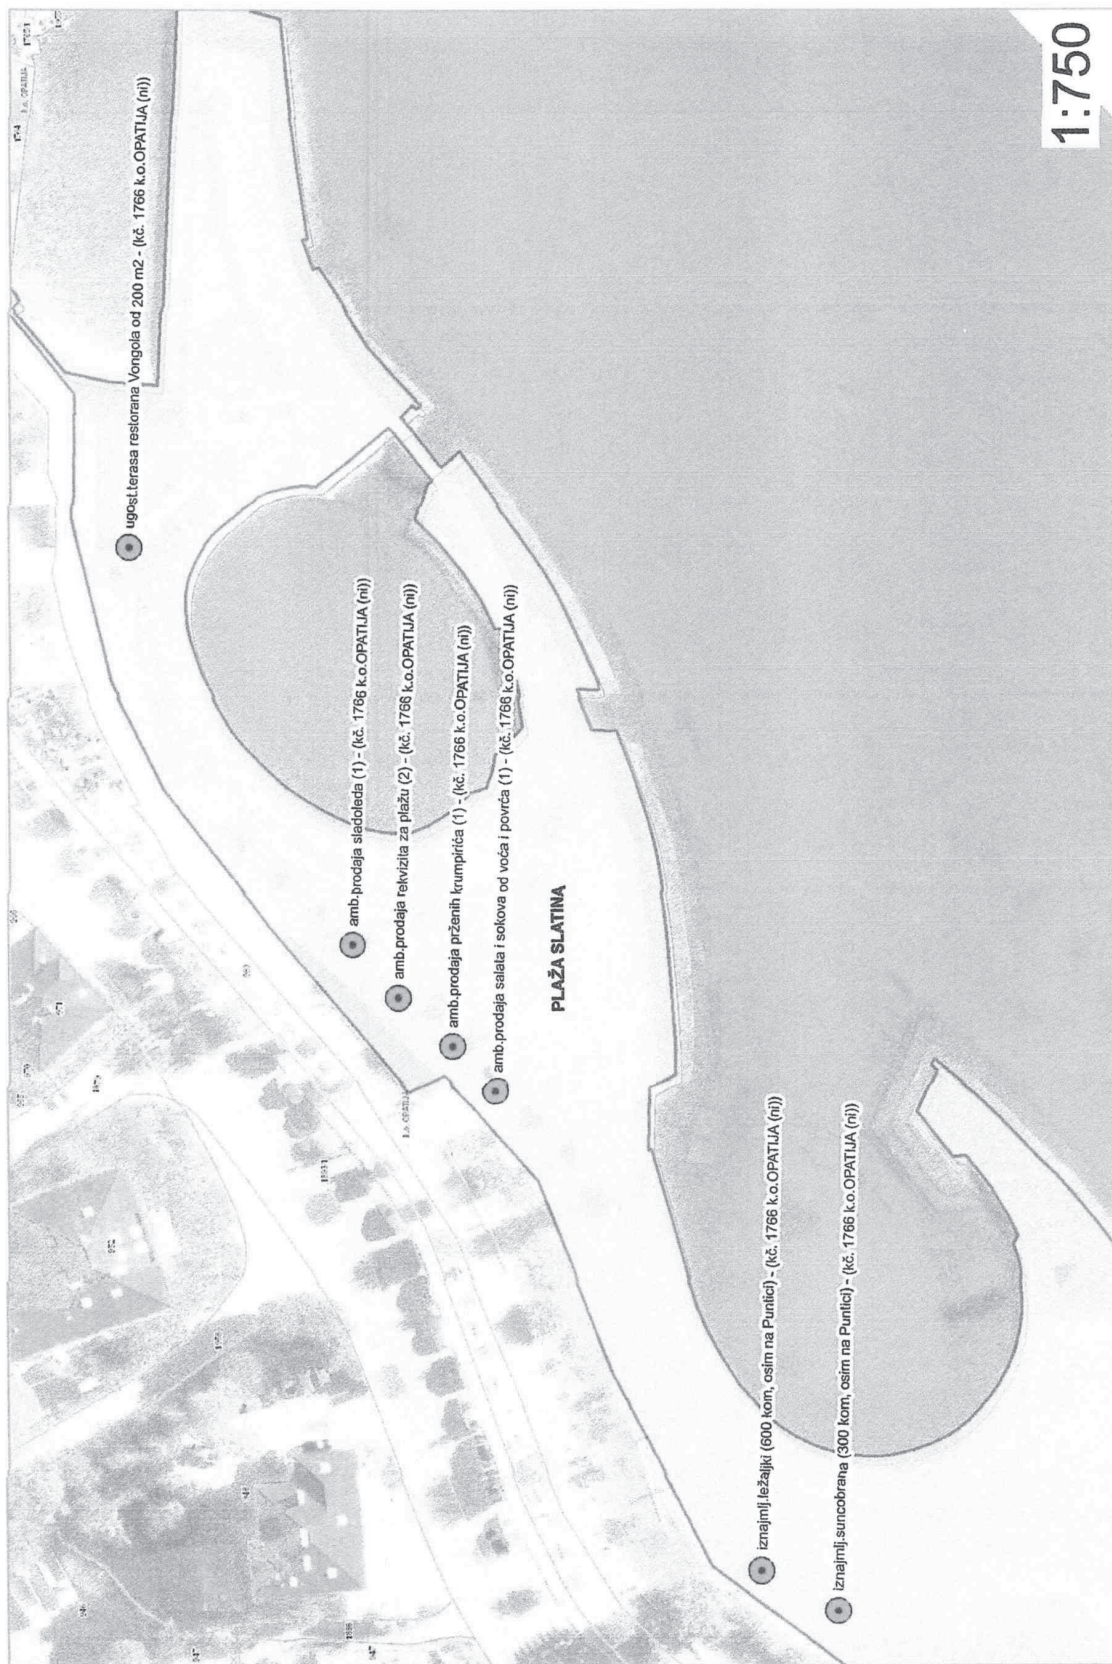 1:750
ugost.terasa restorana Vongola od 200 m2 - (kč. 1766 k.o.OPATIJA (ni))
amb.prodaja sladoleda (1) - (kč. 1766 k.o.OPATIJA (ni))
amb.prodaja rekvizita za plažu (2) - (kč. 1766 k.o.OPATIJA (ni))
amb.prodaja prženih krumpirića (1) - (kč. 1766 k.o.OPATIJA (ni))
amb.prodaja salata i sokova od voća i povrća (1) - (kč. 1766 k.o.OPATIJA (ni))
PLAŽA SLATINA
iznajmlj.ležaljki (600 kom, osim na Puntici) - (kč. 1766 k.o.OPATIJA (ni))
iznajmlj.suncobrana (300 kom, osim na Puntici) - (kč. 1766 k.o.OPATIJA (ni))
k.o. OPATIJA
k.o. OPATIJA
971
952